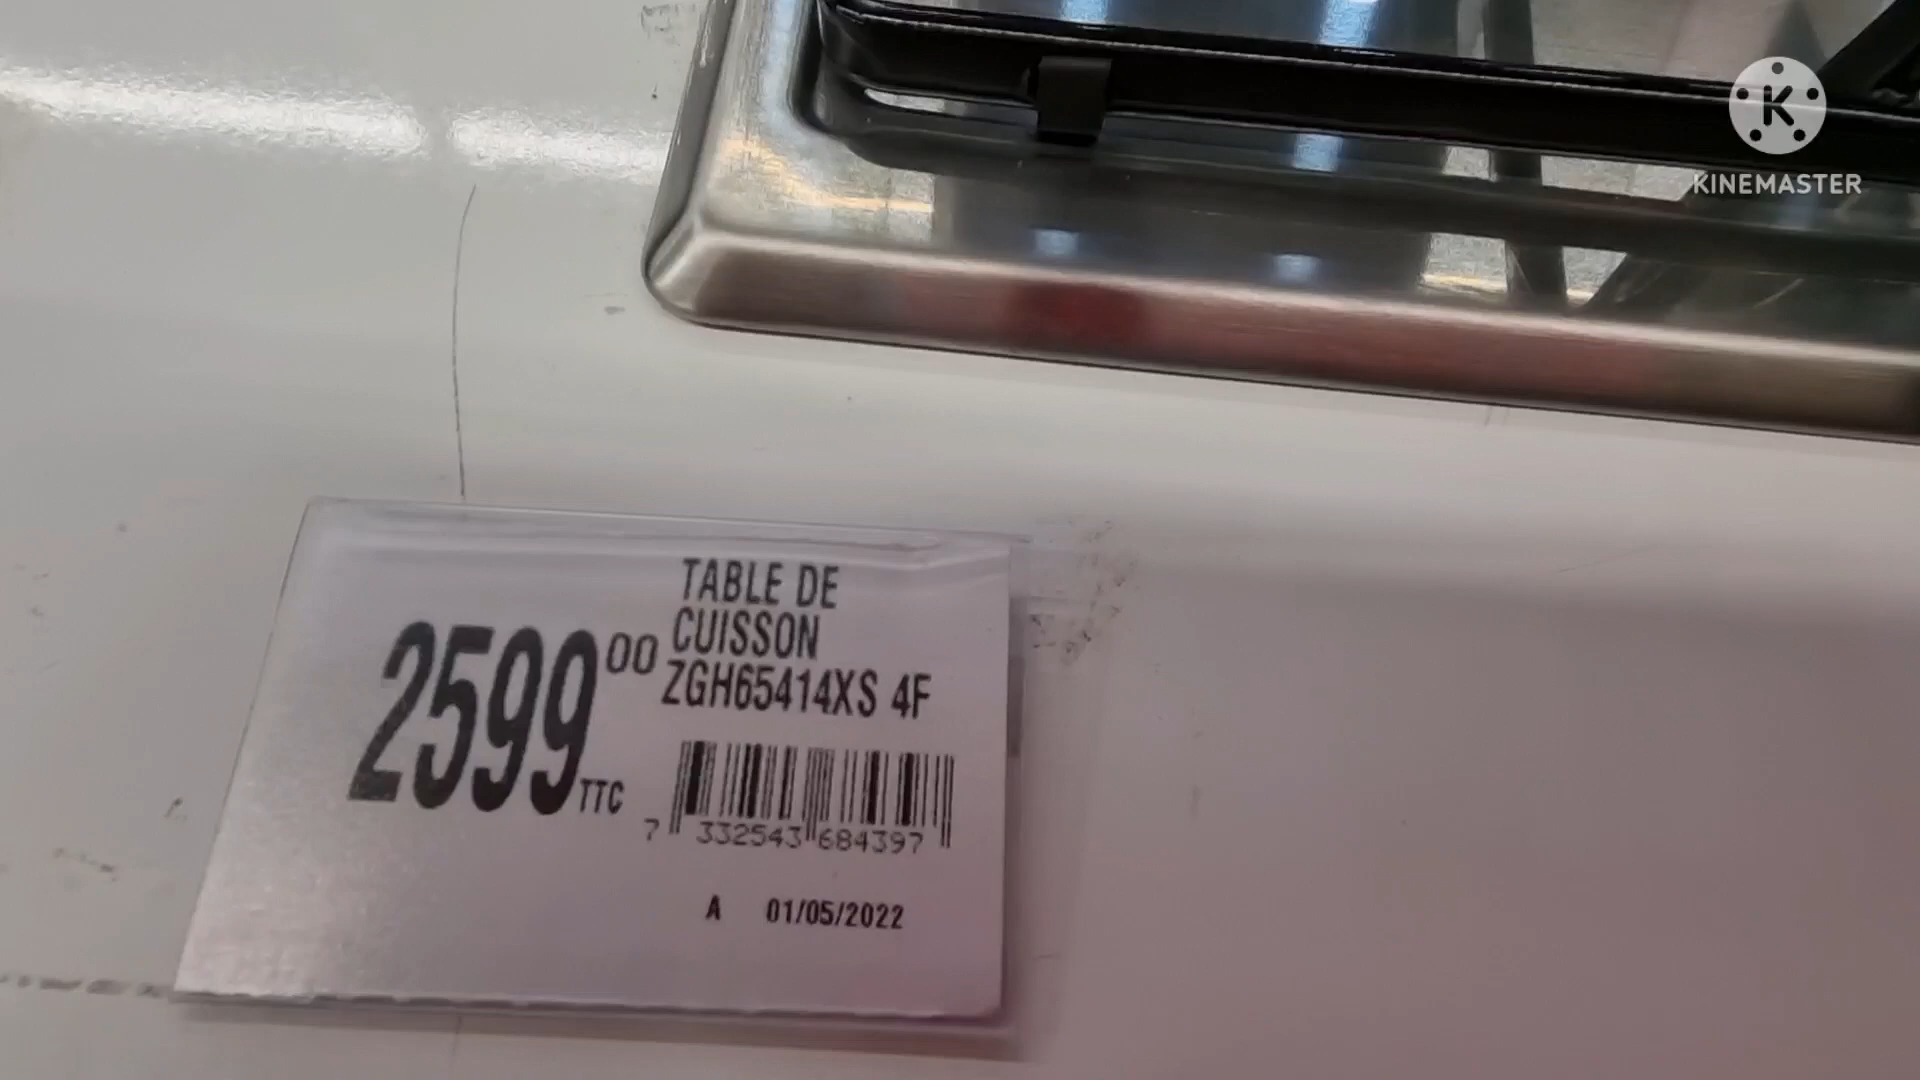 KINEMASTER
TABLE DE
CUISSON
ZGH65414XS 4F
2599 00 TTC
7 332543 684397
A 01/05/2022